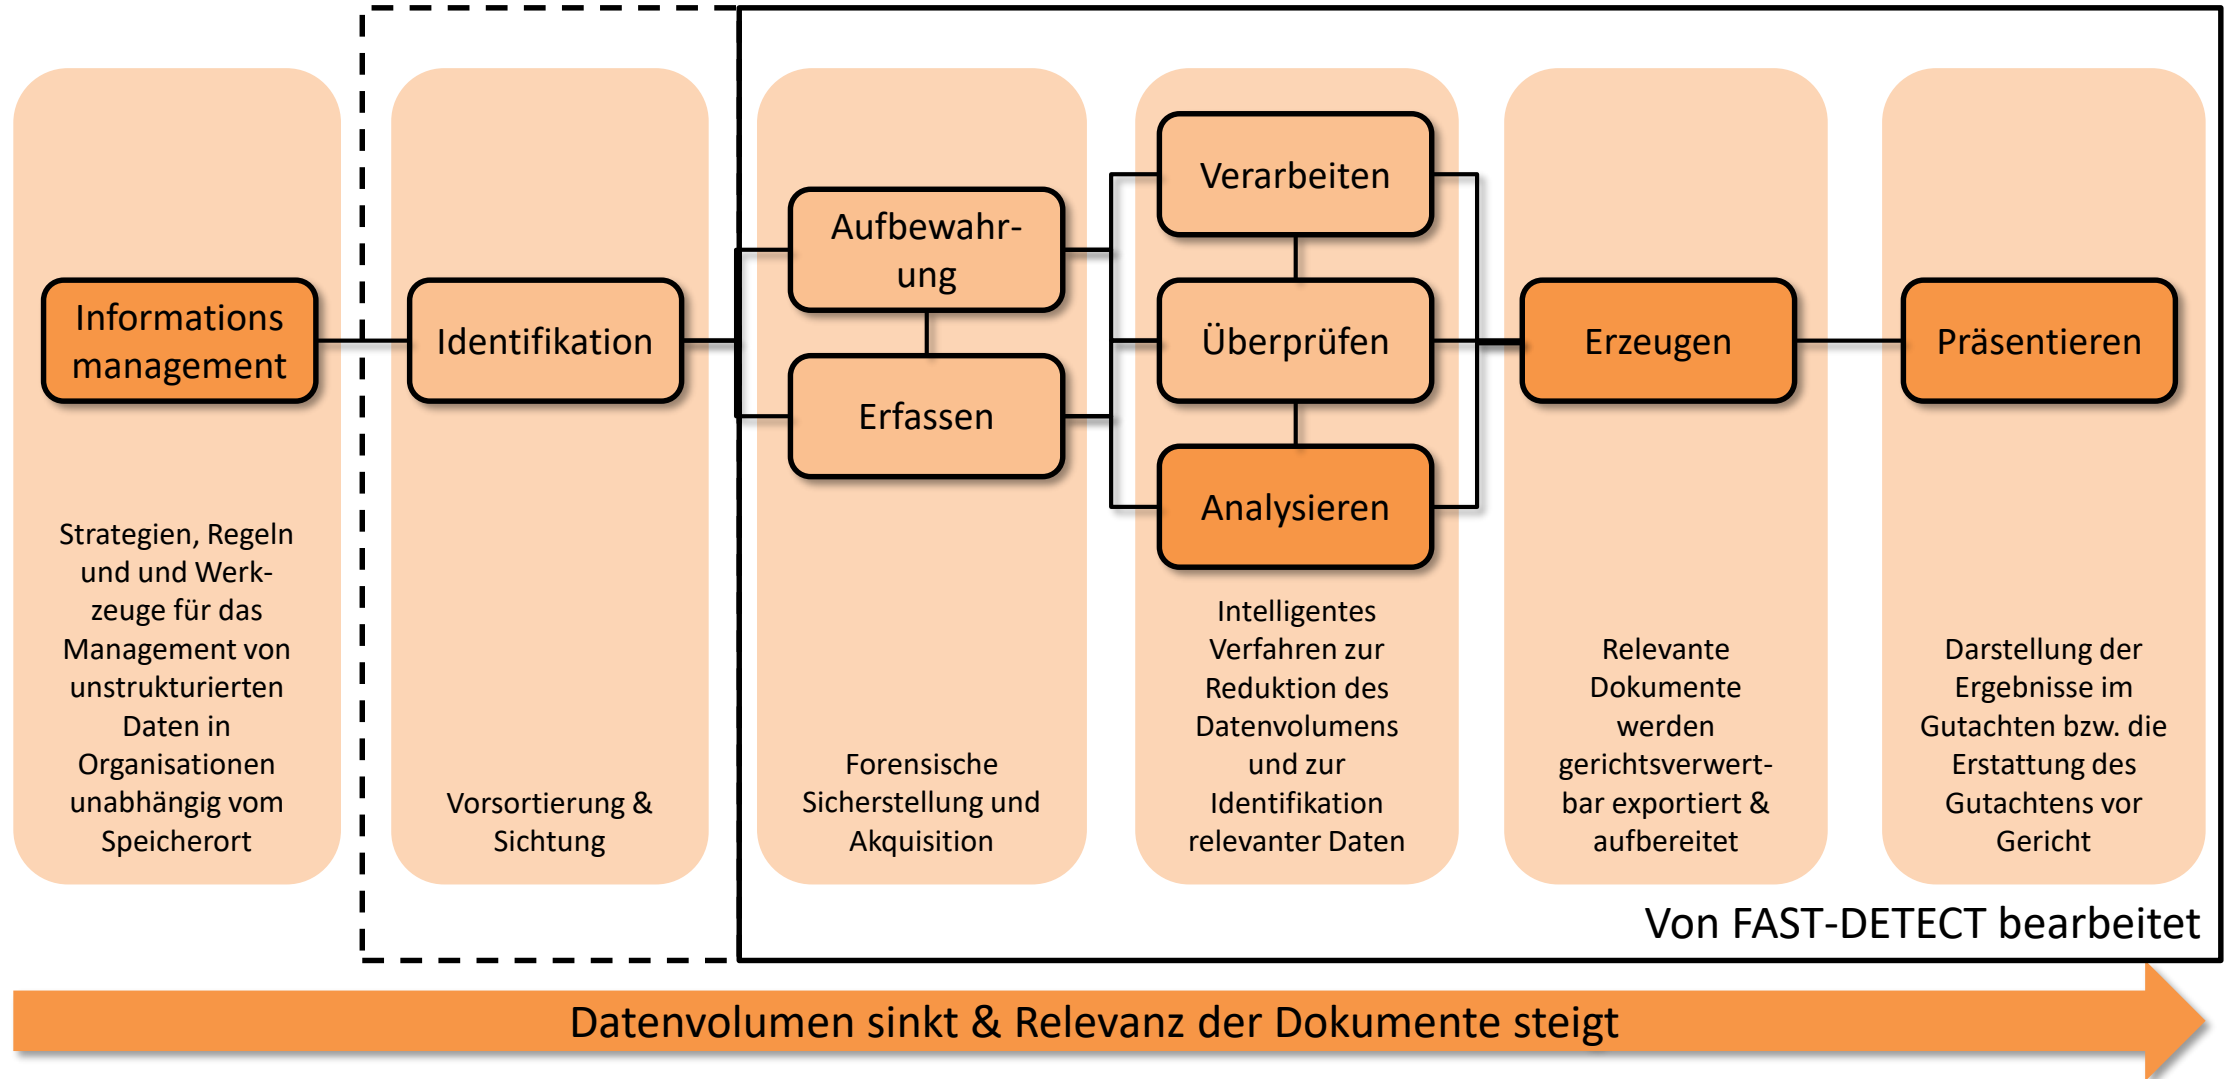 Informations
management
Strategien, Regeln
und und Werk-
zeuge für das
Management von
unstrukturierten
Daten in
Organisationen
unabhängig vom
Speicherort
Identifikation
Vorsortierung &
Sichtung
Aufbewahr-
ung
Erfassen
Forensische
Sicherstellung und
Akquisition
Verarbeiten
Überprüfen
Analysieren
Intelligentes
Verfahren zur
Reduktion des
Datenvolumens
und zur
Identifikation
relevanter Daten
Erzeugen
Relevante
Dokumente
werden
gerichtsverwert-
bar exportiert &
aufbereitet
Präsentieren
Darstellung der
Ergebnisse im
Gutachten bzw. die
Erstattung des
Gutachtens vor
Gericht
Von FAST-DETECT bearbeitet
Datenvolumen sinkt & Relevanz der Dokumente steigt